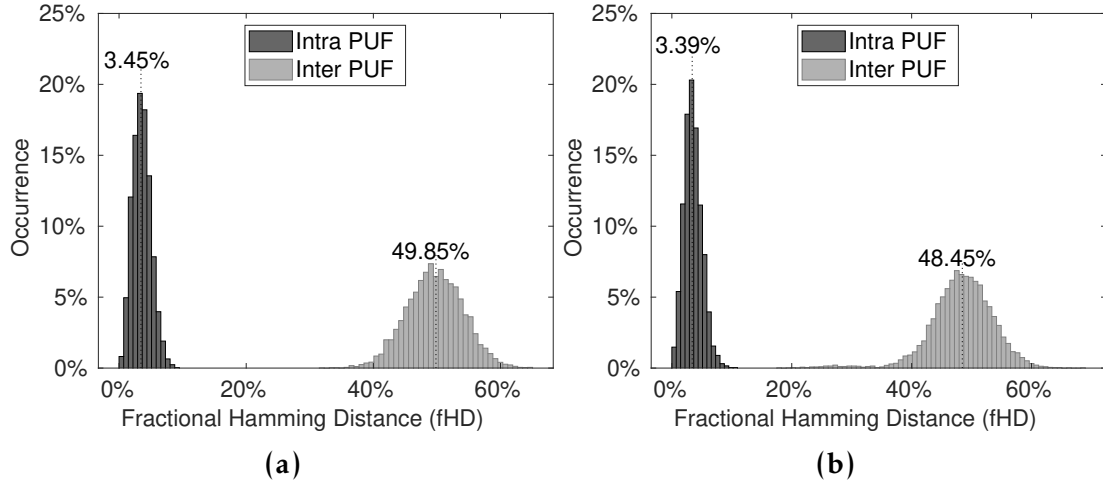 25%
20%
15%
10%
5%
0%
Occurrence
3.45%
49.85%
Intra PUF
Inter PUF
0%
20%
40%
60%
Fractional Hamming Distance (fHD)
(a)
25%
20%
15%
10%
5%
0%
Occurrence
3.39%
48.45%
Intra PUF
Inter PUF
0%
20%
40%
60%
Fractional Hamming Distance (fHD)
(b)